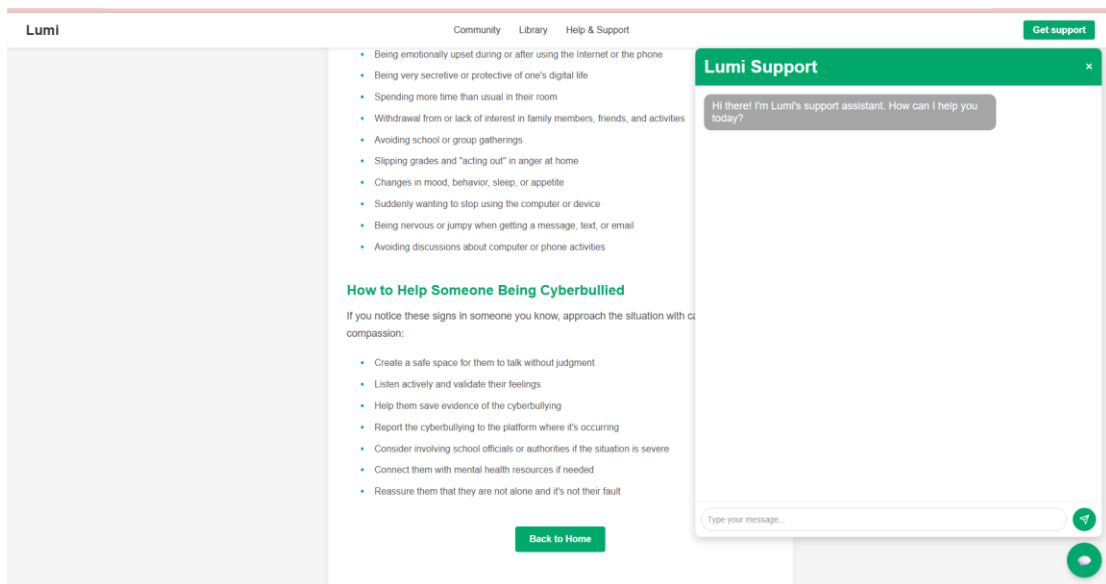 Lumi
Community Library Help & Support
Get support
Being emotionally upset during or after using the Internet or the phone
Being very secretive or protective of one's digital life
Spending more time than usual in their room
Withdrawal from or lack of interest in family members, friends, and activities
Avoiding school or group gatherings
Slipping grades and "acting out" in anger at home
Changes in mood, behavior, sleep, or appetite
Suddenly wanting to stop using the computer or device
Being nervous or jumpy when getting a message, text, or email
Avoiding discussions about computer or phone activities
How to Help Someone Being Cyberbullied
If you notice these signs in someone you know, approach the situation with
compassion:
Create a safe space for them to talk without judgment
Listen actively and validate their feelings
Help them save evidence of the cyberbullying
Report the cyberbullying to the platform where it's occurring
Consider involving school officials or authorities if the situation is severe
Connect them with mental health resources if needed
Reassure them that they are not alone and it's not their fault
Back to Home
Lumi Support
×
Hi there! I'm Lumi's support assistant. How can I help you
today?
Type your message...